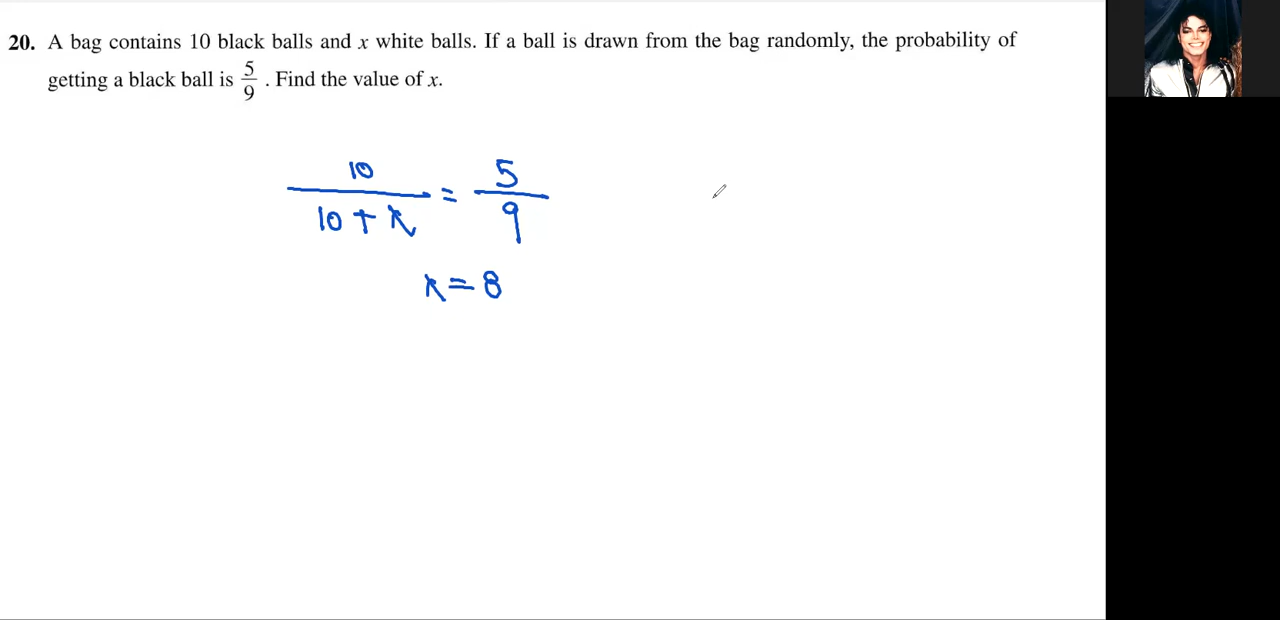 20. A bag contains 10 black balls and x white balls. If a ball is drawn from the bag randomly, the probability of
getting a black ball is 5/9 . Find the value of x.
10/(10 + x) = 5/9
x = 8